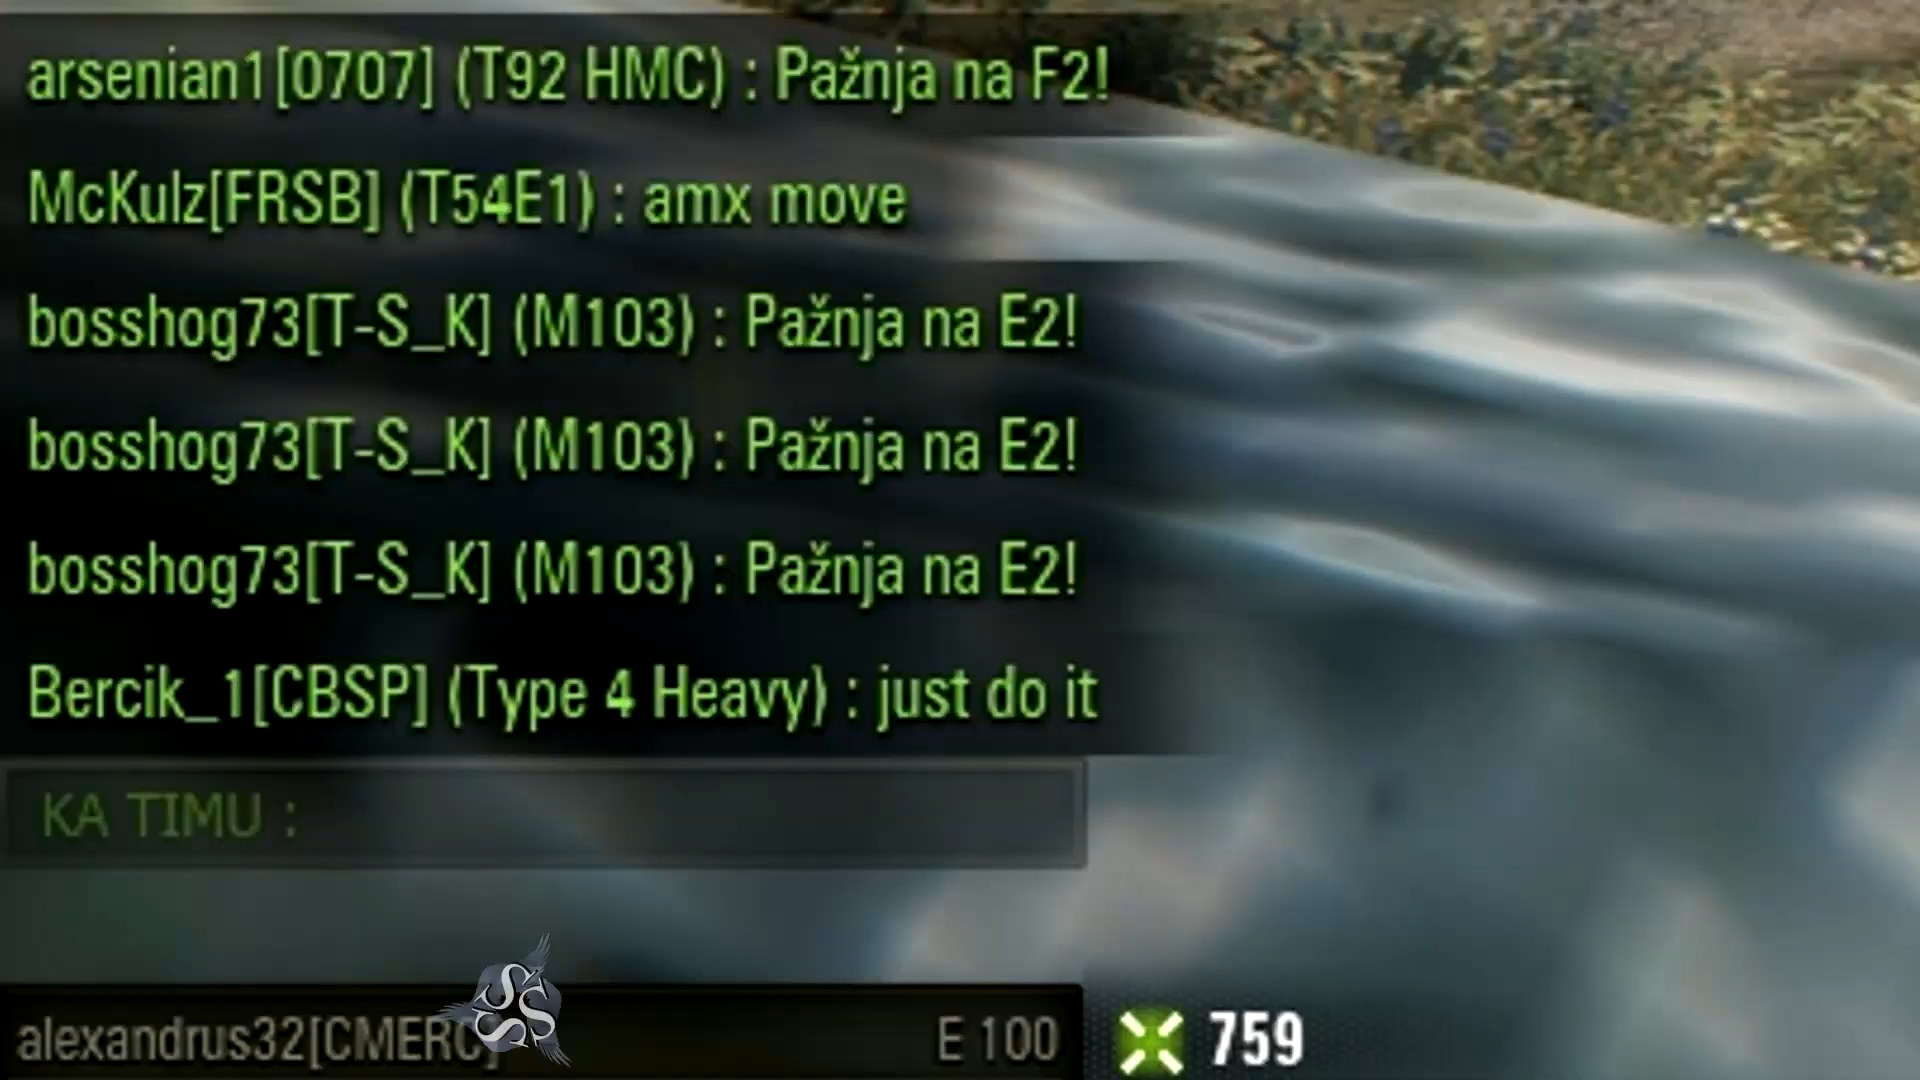 arsenian1[0707] (T92 HMC) : Pažnja na F2!
McKulz[FRSB] (T54E1) : amx move
bosshog73[T-S_K] (M103) : Pažnja na E2!
bosshog73[T-S_K] (M103) : Pažnja na E2!
bosshog73[T-S_K] (M103) : Pažnja na E2!
Bercik_1[CBSP] (Type 4 Heavy) : just do it
KA TIMU :
alexandrus32[CMERC] E 100 759
SSSS